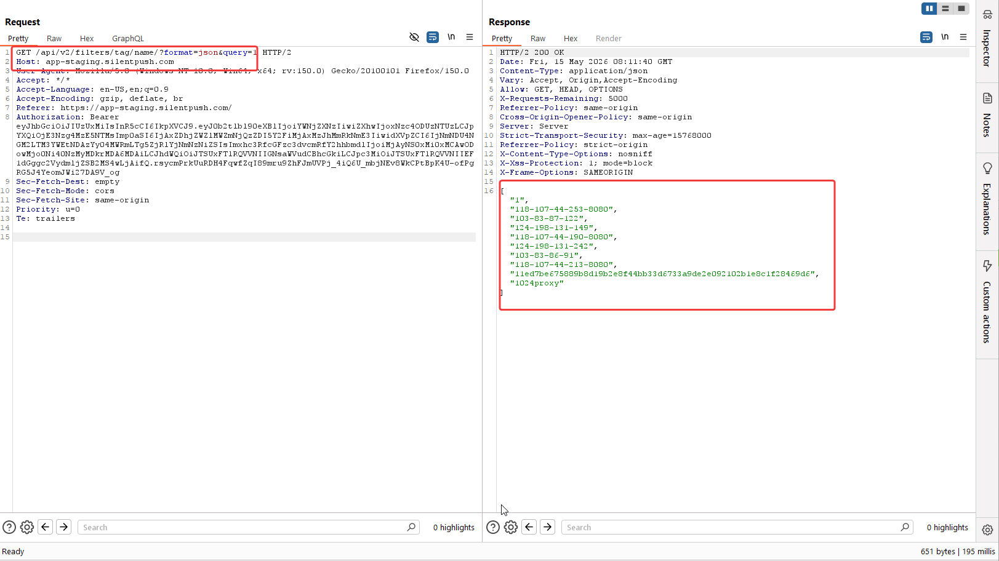 Request
Pretty Raw Hex GraphQL \n
1 GET /api/v2/filters/tag/name/?format=json&query=1 HTTP/2
2 Host: app-staging.silentpush.com
3 User-Agent: Mozilla/5.0 (Windows NT 10.0; Win64; x64; rv:150.0) Gecko/20100101 Firefox/150.0
4 Accept: */*
5 Accept-Language: en-US,en;q=0.9
6 Accept-Encoding: gzip, deflate, br
7 Referer: https://app-staging.silentpush.com/
8 Authorization: Bearer
9 Sec-Fetch-Dest: empty
10 Sec-Fetch-Mode: cors
11 Sec-Fetch-Site: same-origin
12 Priority: u=0
13 Te: trailers
14
15
Search 0 highlights
Response
Pretty Raw Hex Render \n
1 HTTP/2 200 OK
2 Date: Fri, 15 May 2026 08:11:40 GMT
3 Content-Type: application/json
4 Vary: Accept, Origin,Accept-Encoding
5 Allow: GET, HEAD, OPTIONS
6 X-Requests-Remaining: 5000
7 Referrer-Policy: same-origin
8 Cross-Origin-Opener-Policy: same-origin
9 Server: Server
10 Strict-Transport-Security: max-age=15768000
11 Referrer-Policy: strict-origin
12 X-Content-Type-Options: nosniff
13 X-Xss-Protection: 1; mode=block
14 X-Frame-Options: SAMEORIGIN
15
16 [
"1",
"118-107-44-253-8080",
"103-83-87-122",
"124-198-131-149",
"118-107-44-190-8080",
"124-198-131-242",
"103-83-86-91",
"118-107-44-213-8080",
"11ed7be675889b8d19b2e8f44bb33d6733a9de2e092102b1e8c1f28469d6",
"1024proxy"
]
Search 0 highlights
Inspector
Notes
Explanations
Custom actions
Ready
651 bytes | 195 millis